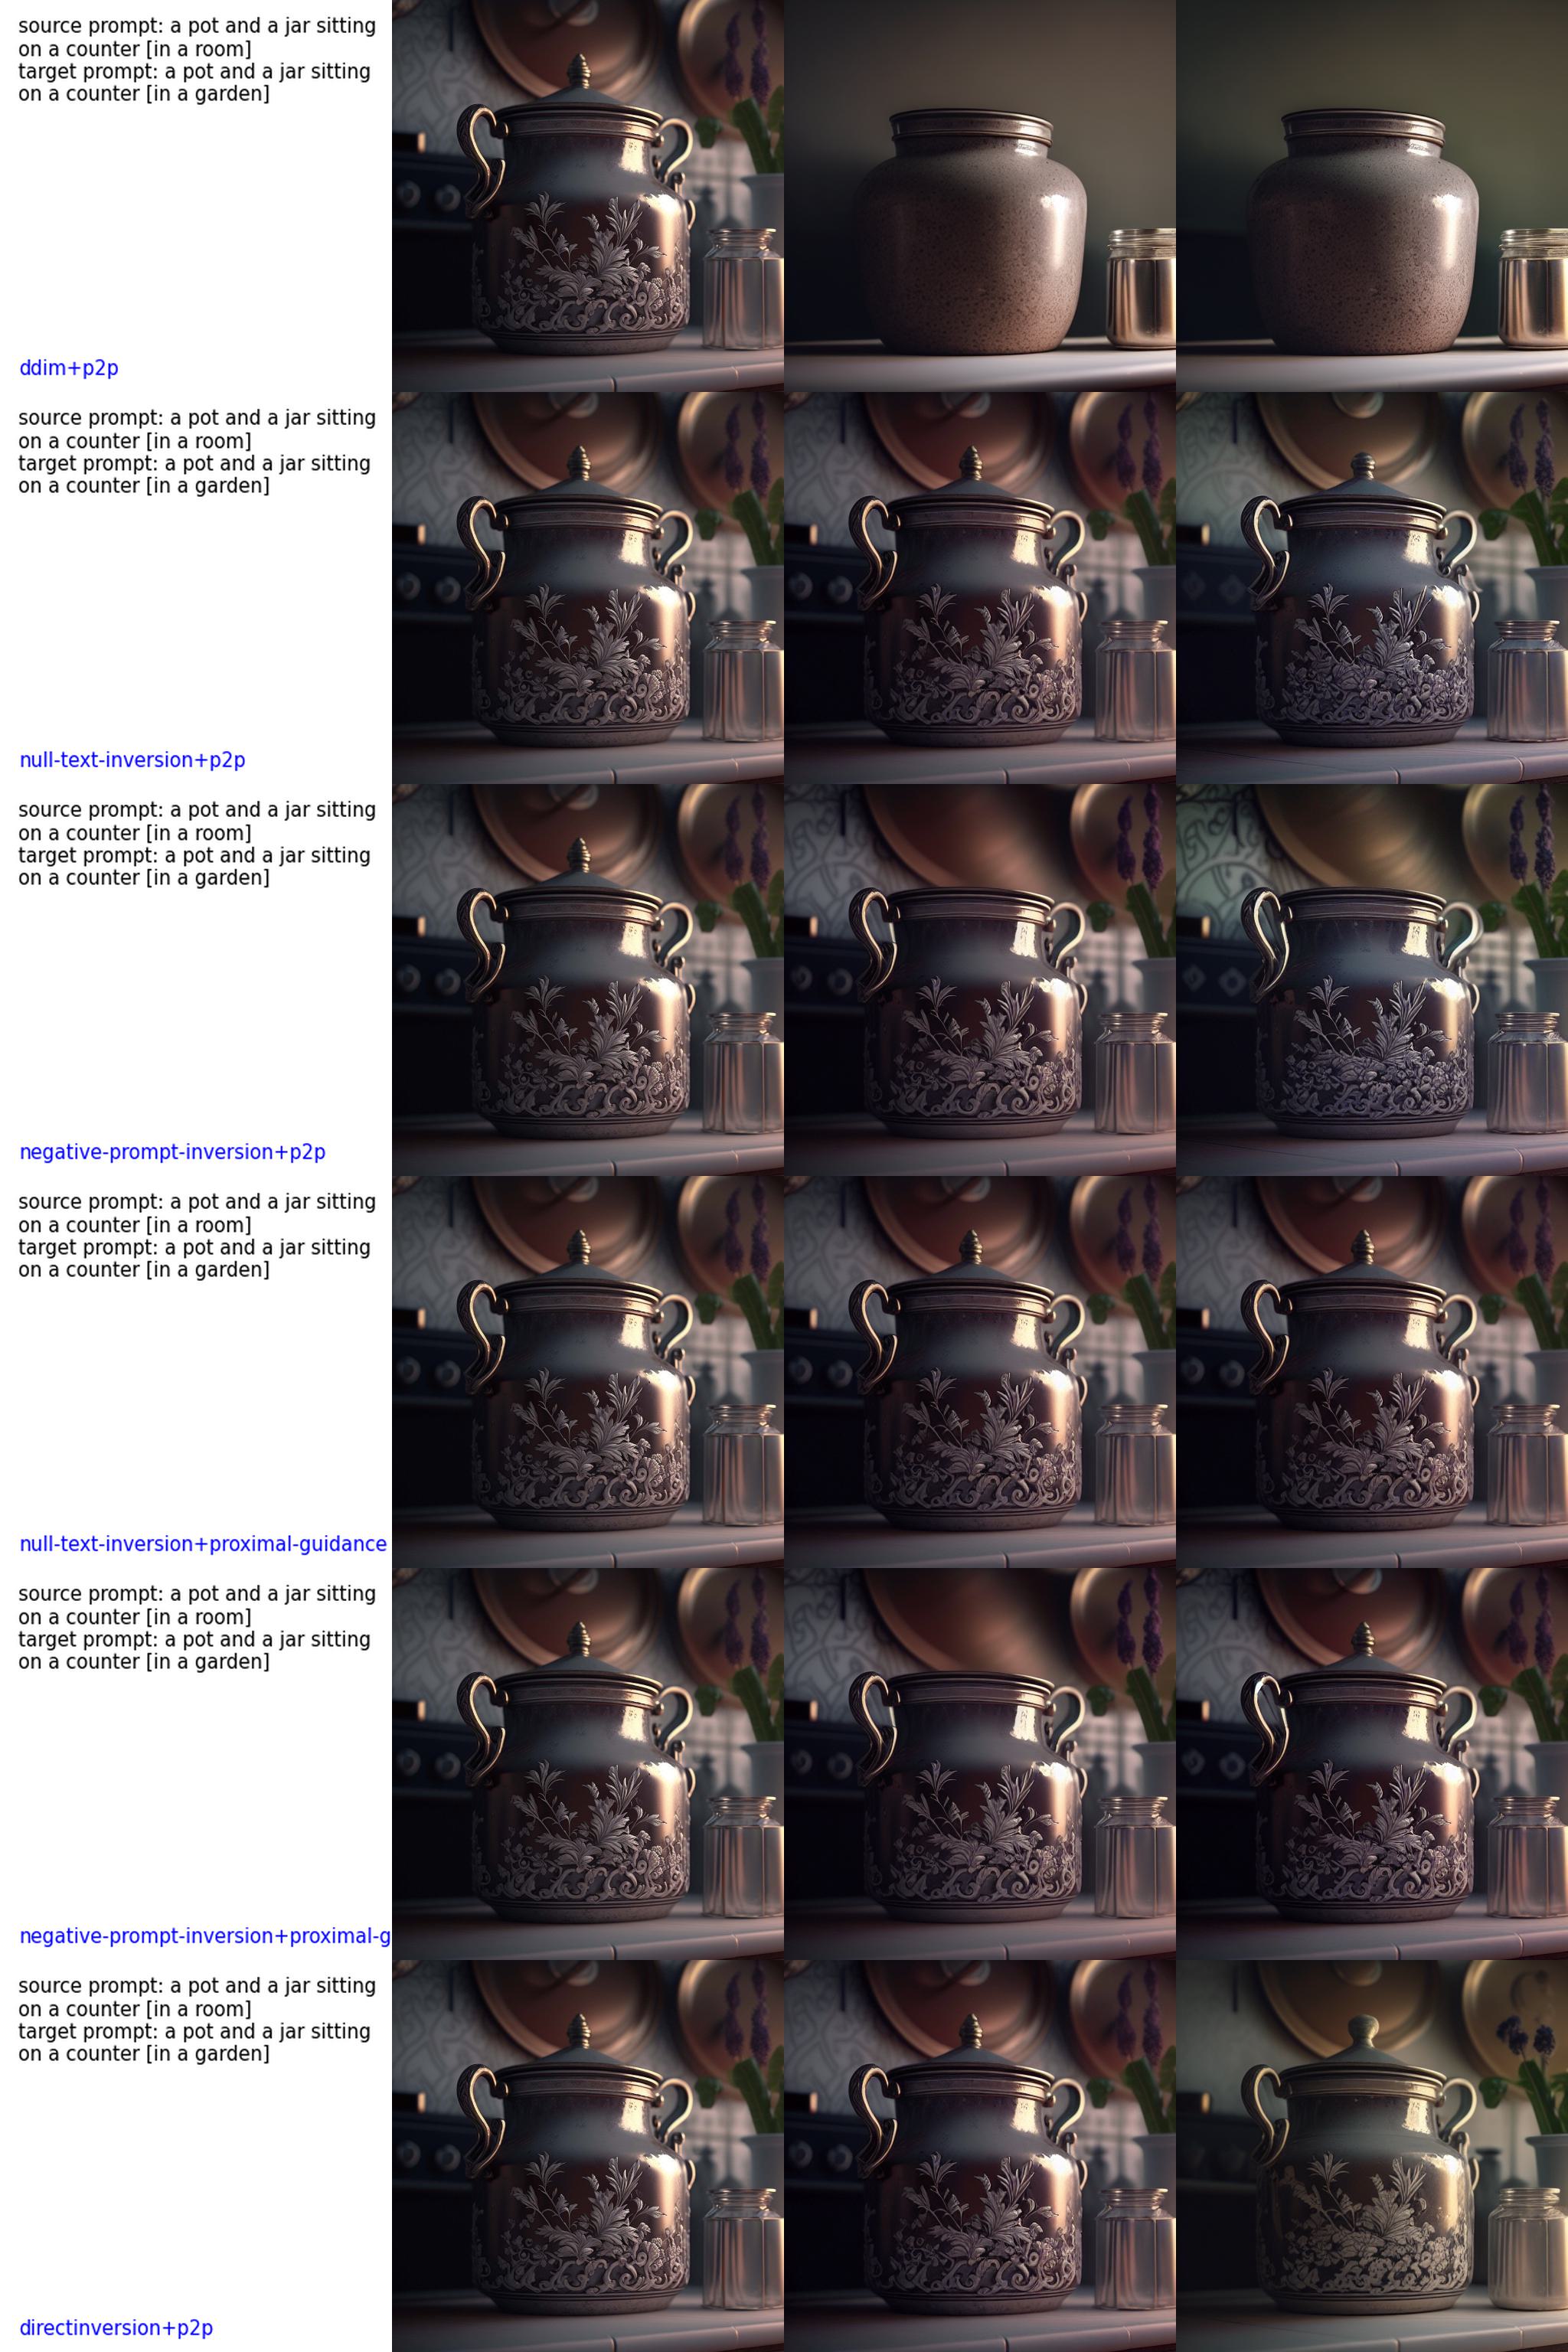 source prompt: a pot and a jar sitting
on a counter [in a room]
target prompt: a pot and a jar sitting
on a counter [in a garden]
ddim+p2p
source prompt: a pot and a jar sitting
on a counter [in a room]
target prompt: a pot and a jar sitting
on a counter [in a garden]
null-text-inversion+p2p
source prompt: a pot and a jar sitting
on a counter [in a room]
target prompt: a pot and a jar sitting
on a counter [in a garden]
negative-prompt-inversion+p2p
source prompt: a pot and a jar sitting
on a counter [in a room]
target prompt: a pot and a jar sitting
on a counter [in a garden]
null-text-inversion+proximal-guidance
source prompt: a pot and a jar sitting
on a counter [in a room]
target prompt: a pot and a jar sitting
on a counter [in a garden]
negative-prompt-inversion+proximal-g
source prompt: a pot and a jar sitting
on a counter [in a room]
target prompt: a pot and a jar sitting
on a counter [in a garden]
directinversion+p2p